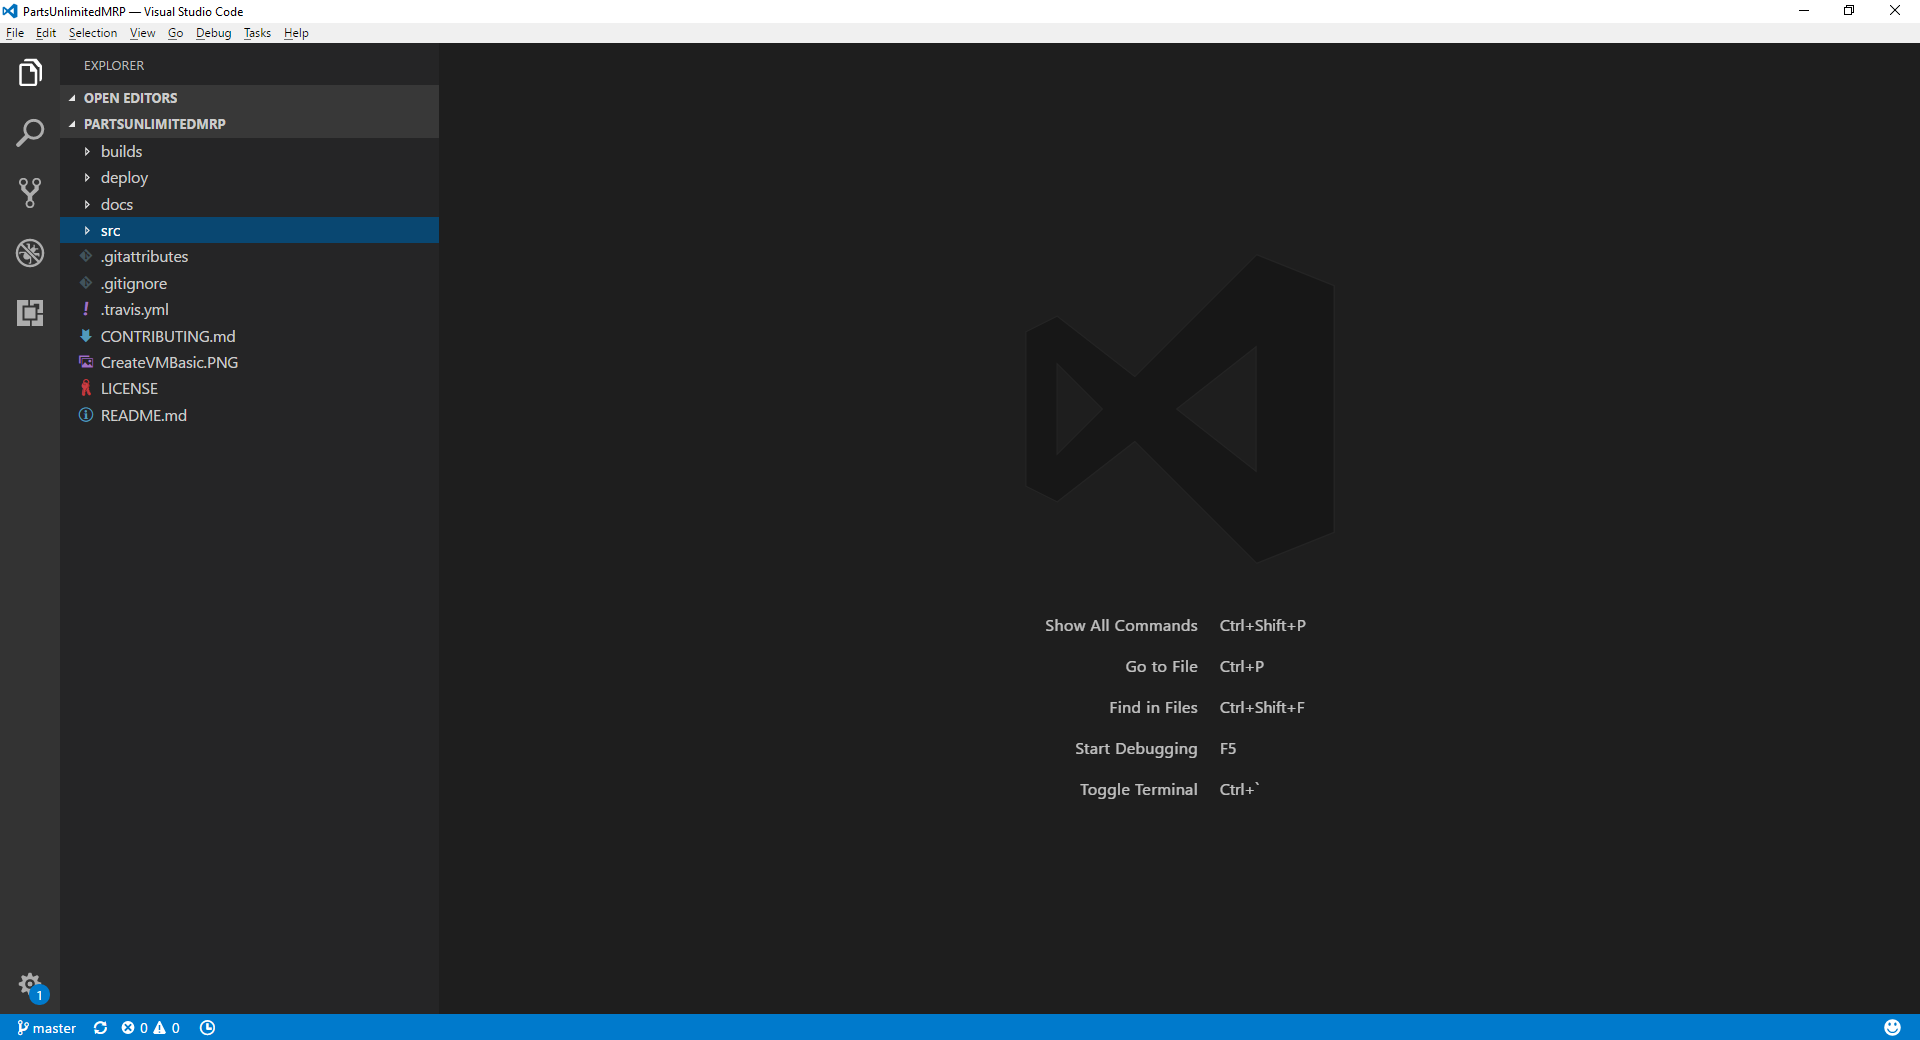 PartsUnlimitedMRP — Visual Studio Code
File Edit Selection View Go Debug Tasks Help
EXPLORER
OPEN EDITORS
PARTSUNLIMITEDMRP
builds
deploy
docs
src
.gitattributes
.gitignore
.travis.yml
CONTRIBUTING.md
CreateVMBasic.PNG
LICENSE
README.md
Show All Commands Ctrl+Shift+P
Go to File Ctrl+P
Find in Files Ctrl+Shift+F
Start Debugging F5
Toggle Terminal Ctrl+`
1
master 0 0